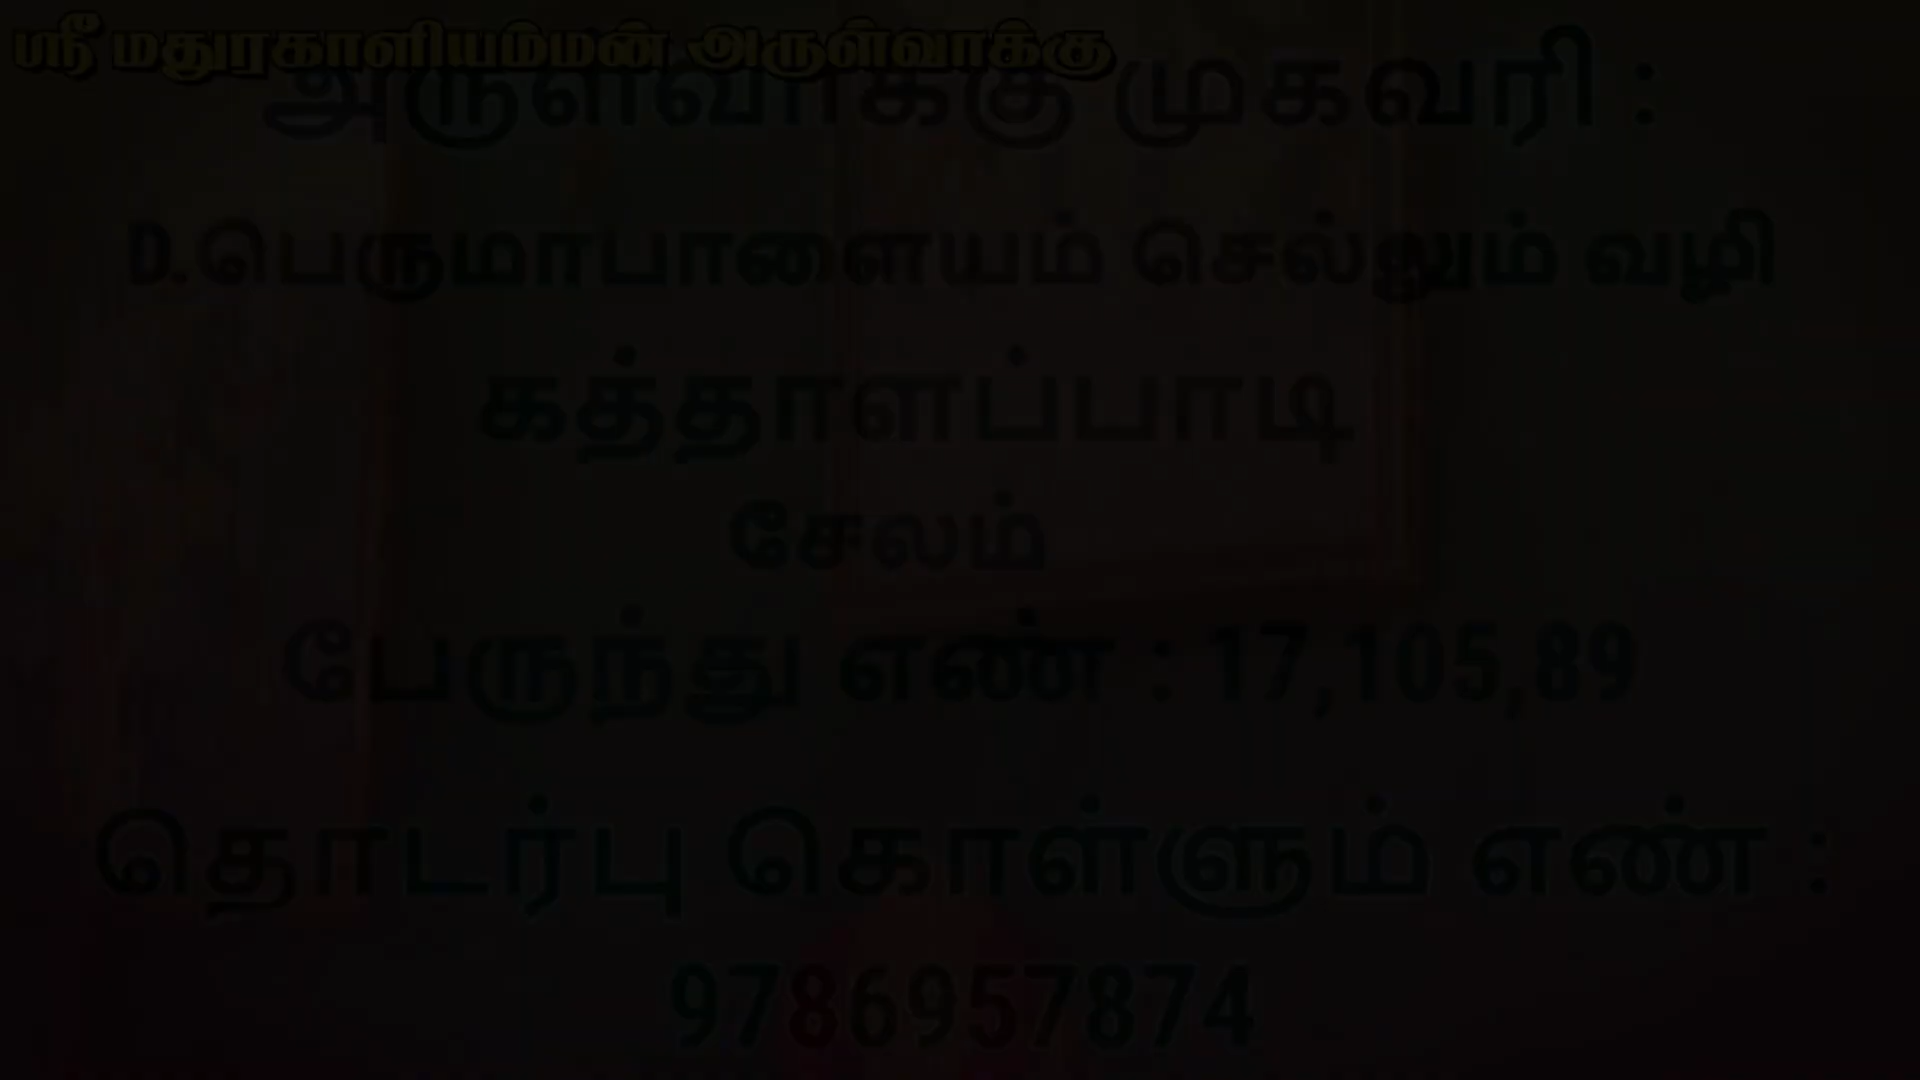 ஸ்ரீ மதுரகாளியம்மன் அருள்வாக்கு
அருள்வாக்கு முகவரி :
D.பெருமாபாளையம் செல்லும் வழி
கத்தாளப்பாடி
சேலம்
பேருந்து எண் : 17,105,89
தொடர்பு கொள்ளும் எண் :
9786957874